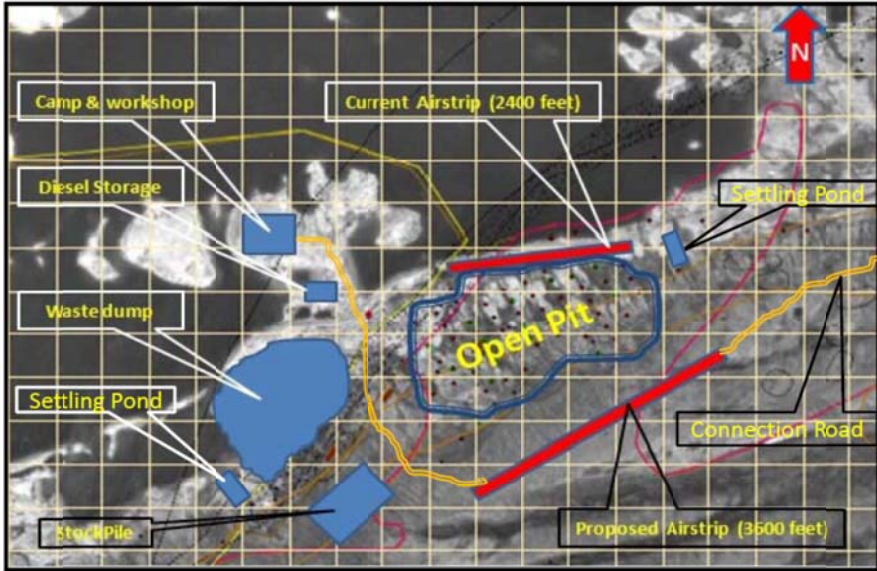 N
Camp & workshop
Current Airstrip (2400 feet)
Diesel Storage
Settling Pond
Waste dump
Open Pit
Settling Pond
Connection Road
StockPile
Proposed Airstrip (3600 feet)